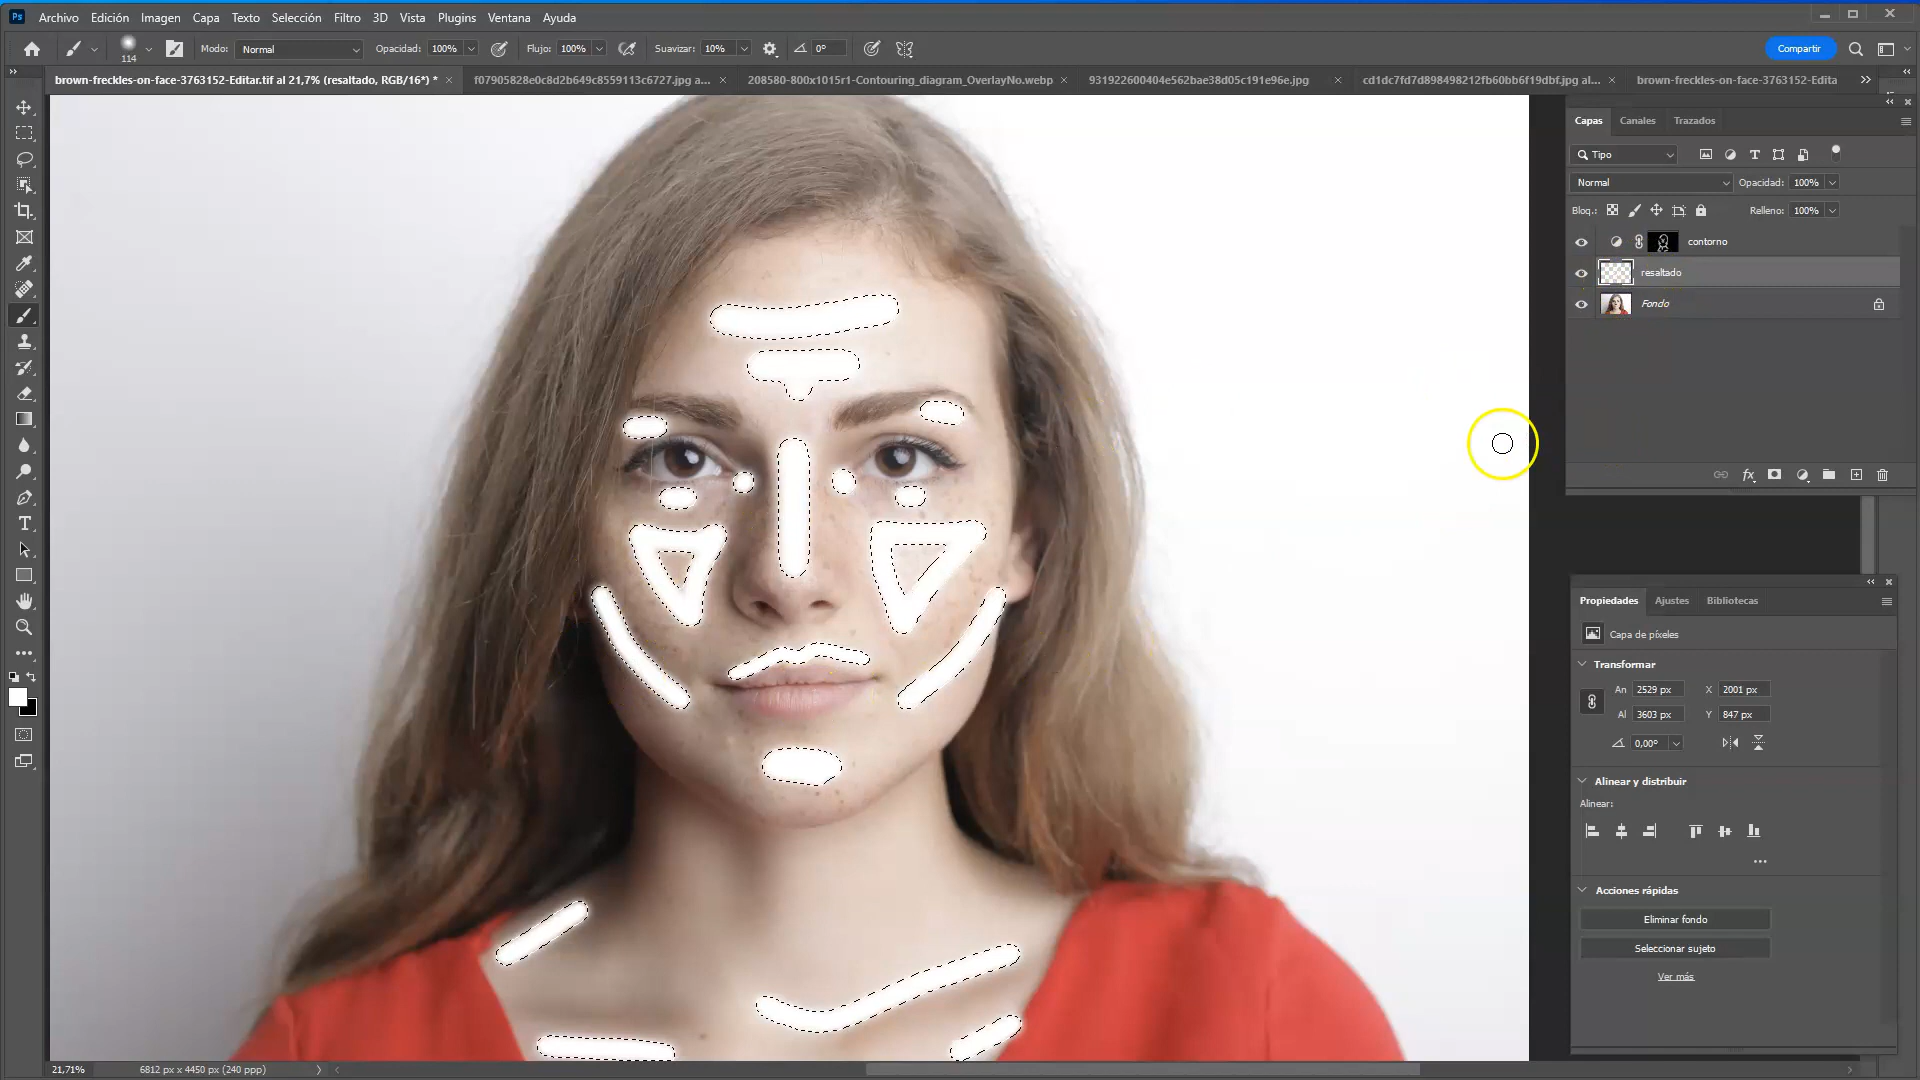 Ps Archivo Edición Imagen Capa Texto Selección Filtro 3D Vista Plugins Ventana Ayuda
114 Modo: Normal Opacidad: 100% Flujo: 100% Suavizar: 10% 0° Compartir
brown-freckles-on-face-3763152-Editar.tif al 21,7% (resaltado, RGB/16*) * f07905828e0c8d2b649c8559113c6727.jpg a... 208580-800x1015r1-Contouring_diagram_OverlayNo.webp 931922600404e562bae38d05c191e96e.jpg cd1dc7fd7d898498212fb60bb6f19dbf.jpg al... brown-freckles-on-face-3763152-Edita
Capas Canales Trazados
Tipo
Normal Opacidad: 100%
Bloq.: Relleno: 100%
contorno
resaltado
Fondo
fx
Propiedades Ajustes Bibliotecas
Capa de píxeles
Transformar
An 2529 px X 2001 px
Al 3603 px Y 847 px
0,00°
Alinear y distribuir
Alinear:
Acciones rápidas
Eliminar fondo
Seleccionar sujeto
Ver más
21,71% 6812 px x 4450 px (240 ppp)